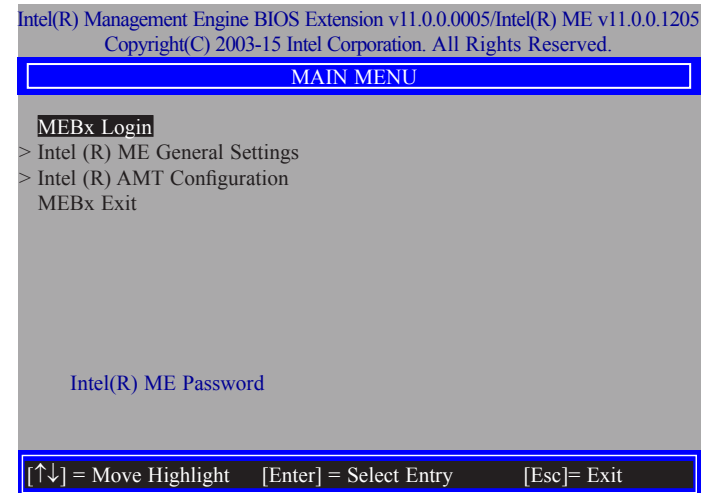 Intel(R) Management Engine BIOS Extension v11.0.0.0005/Intel(R) ME v11.0.0.1205
Copyright(C) 2003-15 Intel Corporation. All Rights Reserved.
MAIN MENU
MEBx Login
> Intel (R) ME General Settings
> Intel (R) AMT Configuration
MEBx Exit
Intel(R) ME Password
[↑↓] = Move Highlight [Enter] = Select Entry [Esc]= Exit